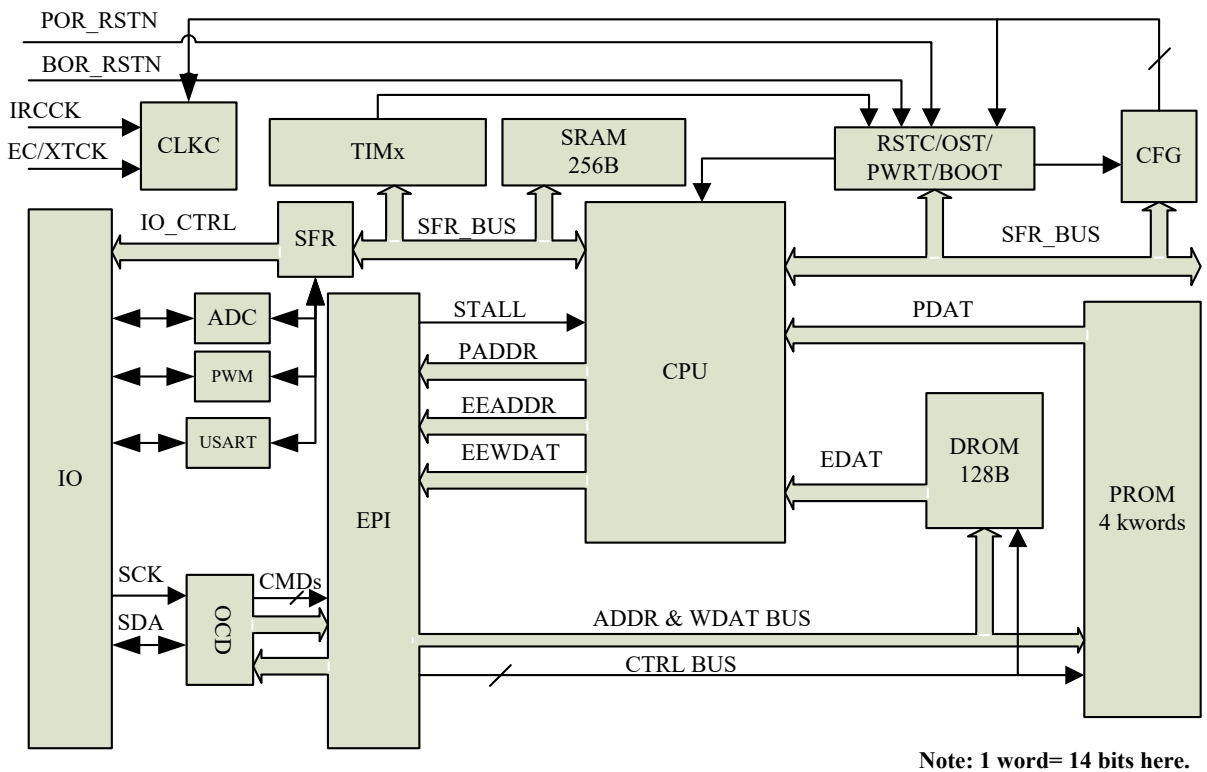 POR_RSTN
BOR_RSTN
IRCCK
EC/XTCK
CLKC
TIMx
SRAM
256B
RSTC/OST/
PWRT/BOOT
CFG
IO_CTRL
SFR
SFR_BUS
SFR_BUS
ADC
PWM
USART
STALL
PADDR
EEADDR
EEWDAT
CPU
PDAT
EDAT
DROM
128B
PROM
4 kwords
IO
EPI
SCK
SDA
OCD
CMDs
ADDR & WDAT BUS
CTRL BUS
Note: 1 word= 14 bits here.